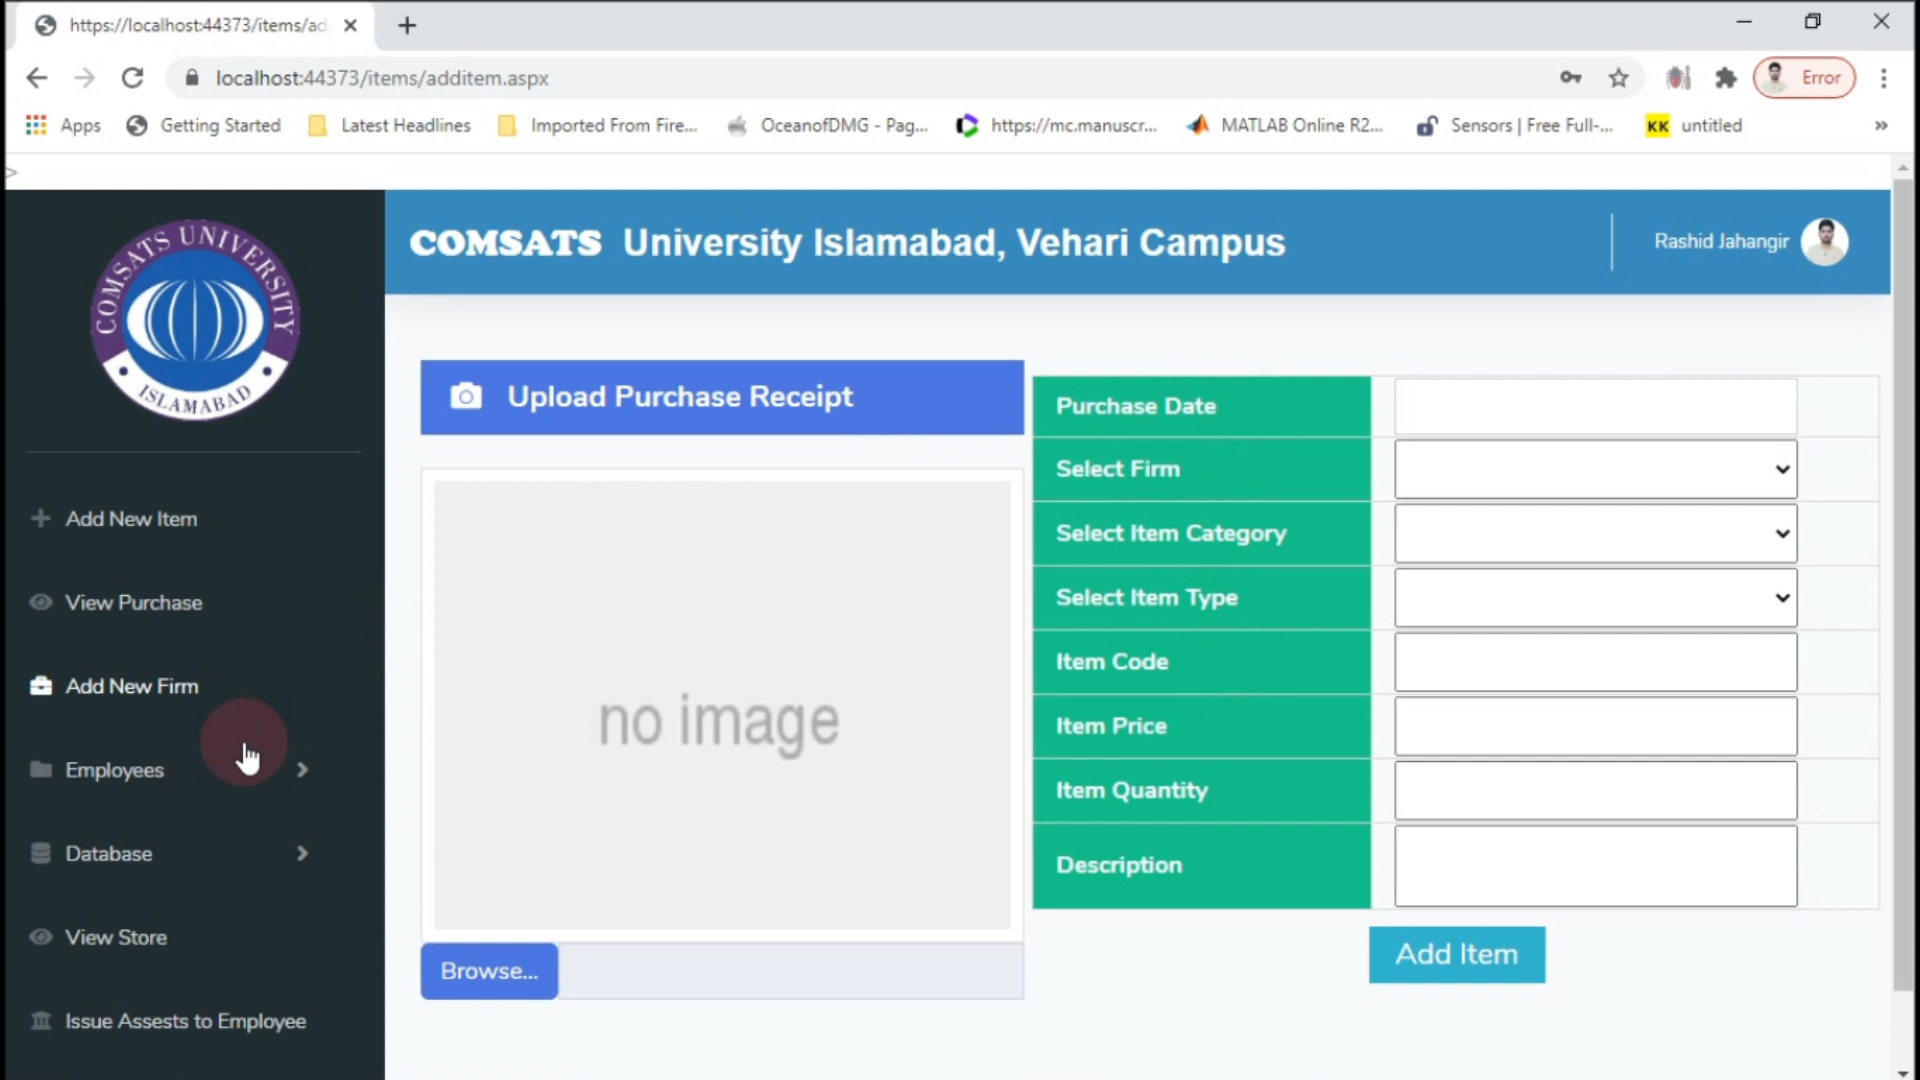 https://localhost:44373/items/ad
localhost:44373/items/additem.aspx
Error
Apps
Getting Started
Latest Headlines
Imported From Fire...
OceanofDMG - Pag...
https://mc.manuscr...
MATLAB Online R2...
Sensors | Free Full-...
KK untitled
»
>
COMSATS UNIVERSITY
ISLAMABAD
COMSATS University Islamabad, Vehari Campus
Rashid Jahangir
Add New Item
View Purchase
Add New Firm
Employees
Database
View Store
Issue Assests to Employee
Upload Purchase Receipt
no image
Browse...
Purchase Date
Select Firm
Select Item Category
Select Item Type
Item Code
Item Price
Item Quantity
Description
Add Item